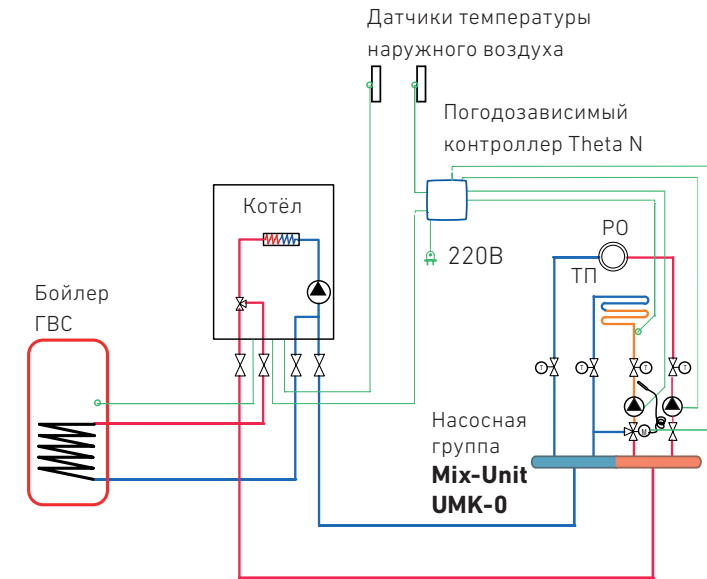 Датчики температуры
наружного воздуха
Погодозависимый
контроллер Theta N
Котёл
220В
РО
ТП
Бойлер
ГВС
T
T
T
T
M
Насосная
группа
Mix-Unit
UMK-0